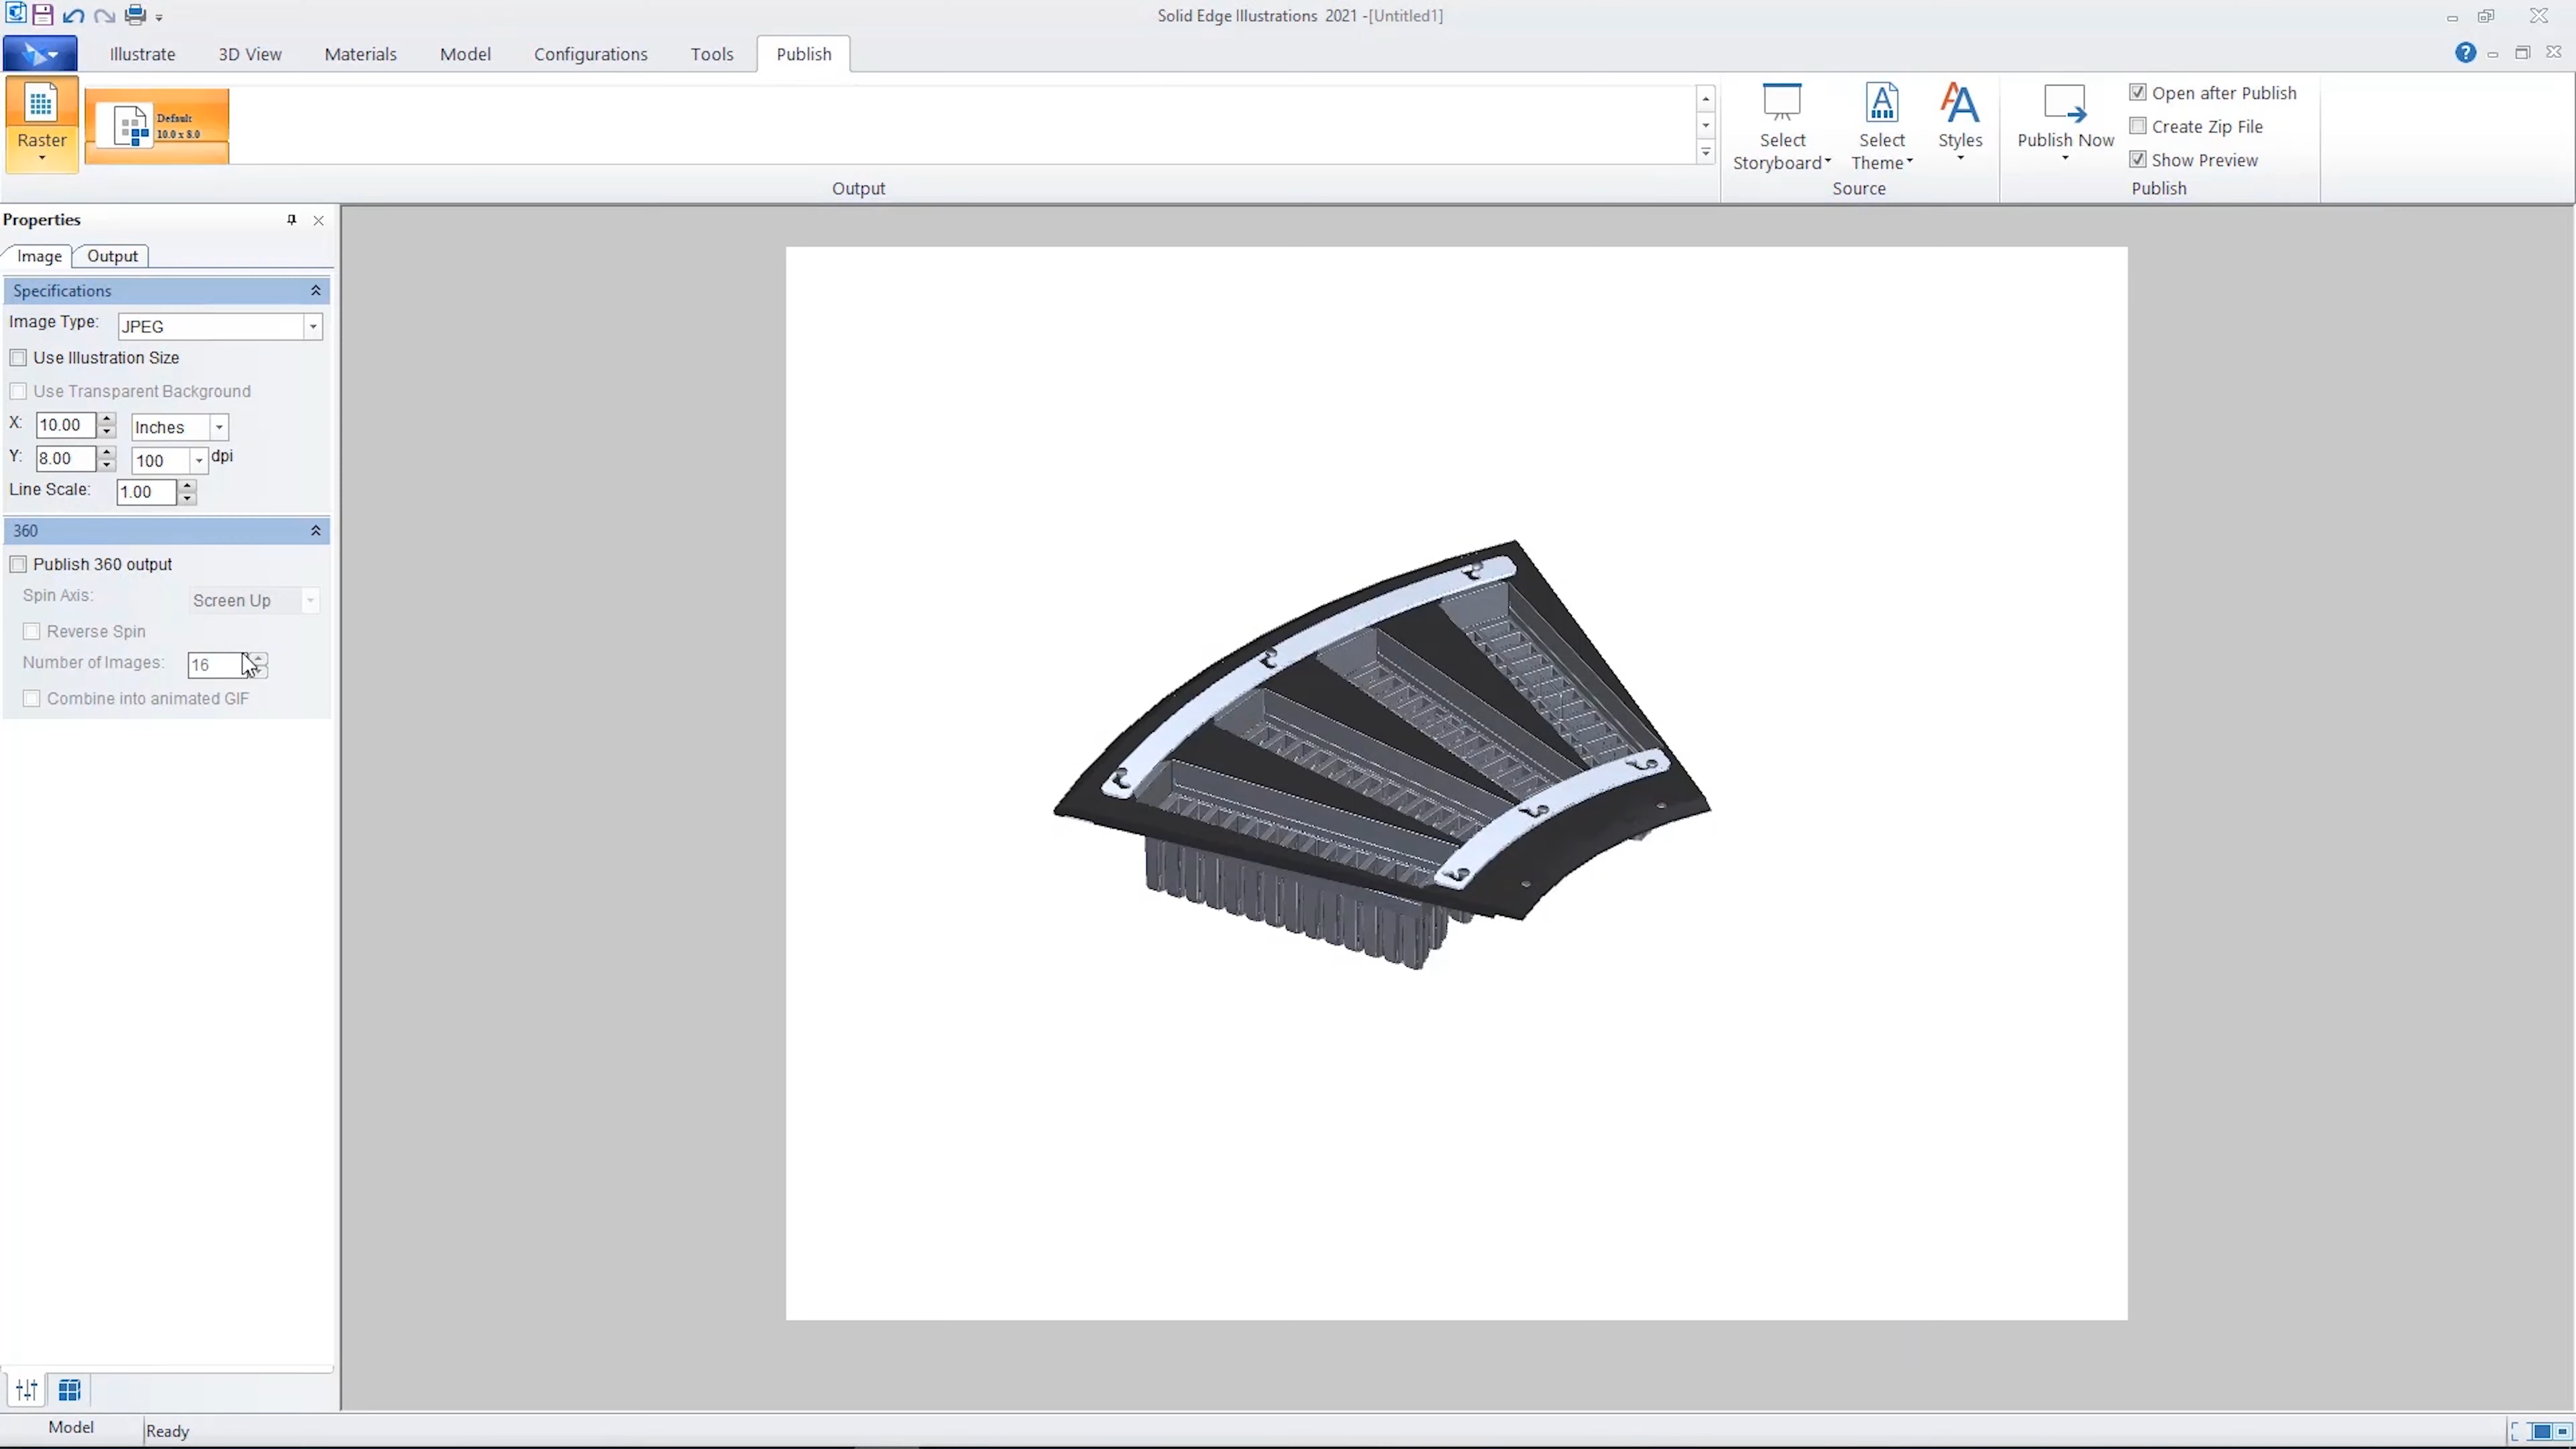 Solid Edge Illustrations 2021 -[Untitled1]
Illustrate 3D View Materials Model Configurations Tools Publish
Raster
Default
10.0 x 8.0
Output
Select Storyboard
Select Theme
Styles
Source
Publish Now
Open after Publish
Create Zip File
Show Preview
Publish
Properties
Image Output
Specifications
Image Type: JPEG
Use Illustration Size
Use Transparent Background
X: 10.00 Inches
Y: 8.00 100 dpi
Line Scale: 1.00
360
Publish 360 output
Spin Axis: Screen Up
Reverse Spin
Number of Images: 16
Combine into animated GIF
Model Ready